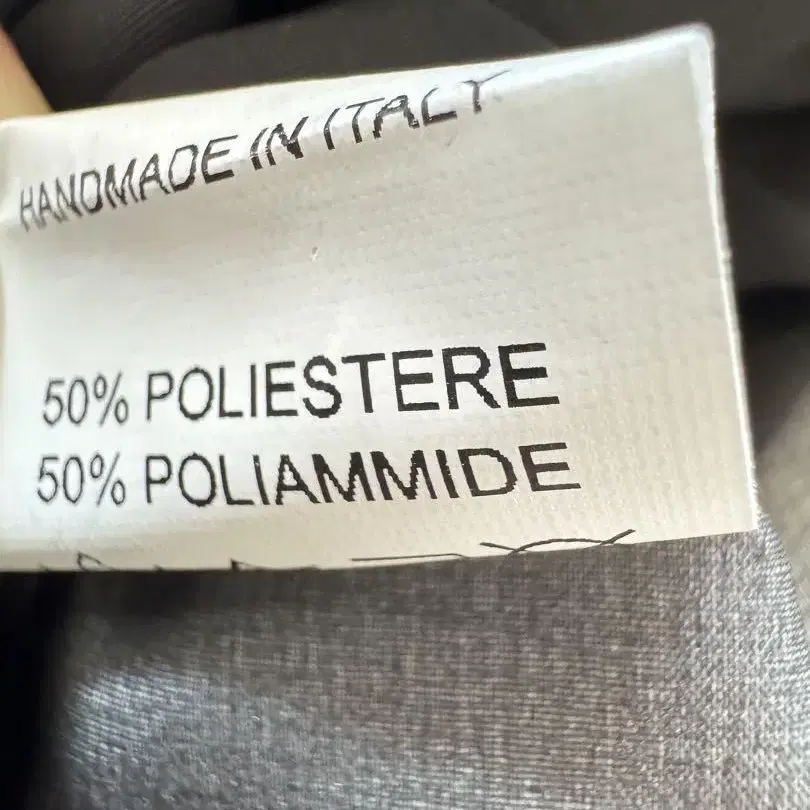 HANDMADE IN ITALY
50% POLIESTERE
50% POLIAMMIDE